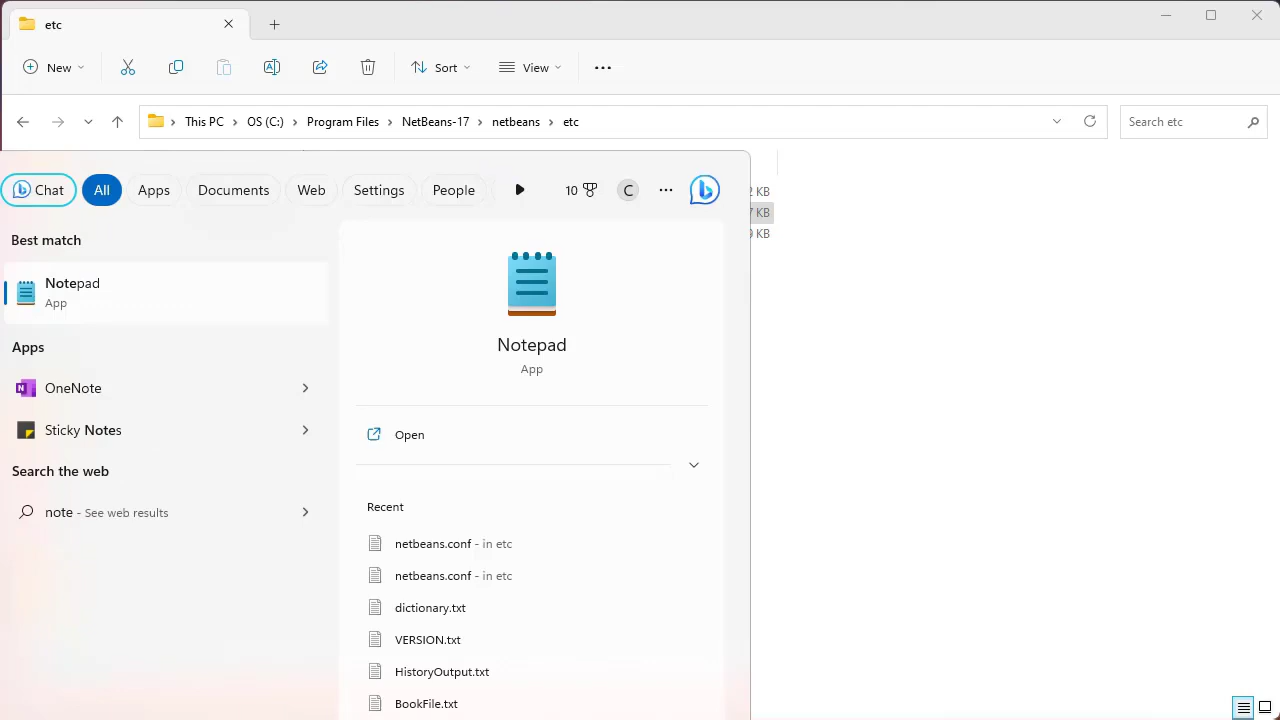 etc
New
Sort
View
This PC
OS (C:)
Program Files
NetBeans-17
netbeans
etc
Search etc
Chat
All
Apps
Documents
Web
Settings
People
10
C
KB
KB
KB
Best match
Notepad
App
Apps
OneNote
Sticky Notes
Search the web
note - See web results
Notepad
App
Open
Recent
netbeans.conf - in etc
netbeans.conf - in etc
dictionary.txt
VERSION.txt
HistoryOutput.txt
BookFile.txt